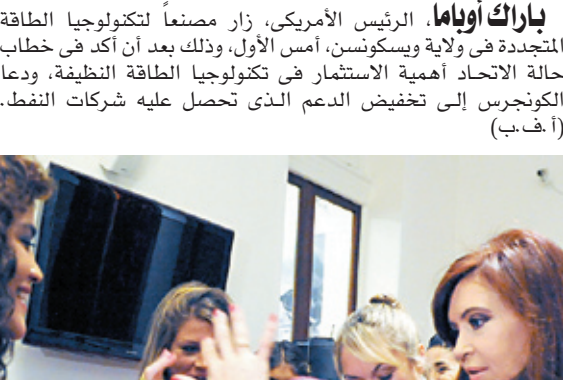 باراك أوباما، الرئيس الأمريكى، زار مصنعاً لتكنولوجيا الطاقة
المتجددة فى ولاية ويسكونسن، أمس الأول، وذلك بعد أن أكد فى خطاب
حالة الاتحاد أهمية الاستثمار فى تكنولوجيا الطاقة النظيفة، ودعا
الكونجرس إلى تخفيض الدعم الذى تحصل عليه شركات النفط.
(أ.ف.ب)